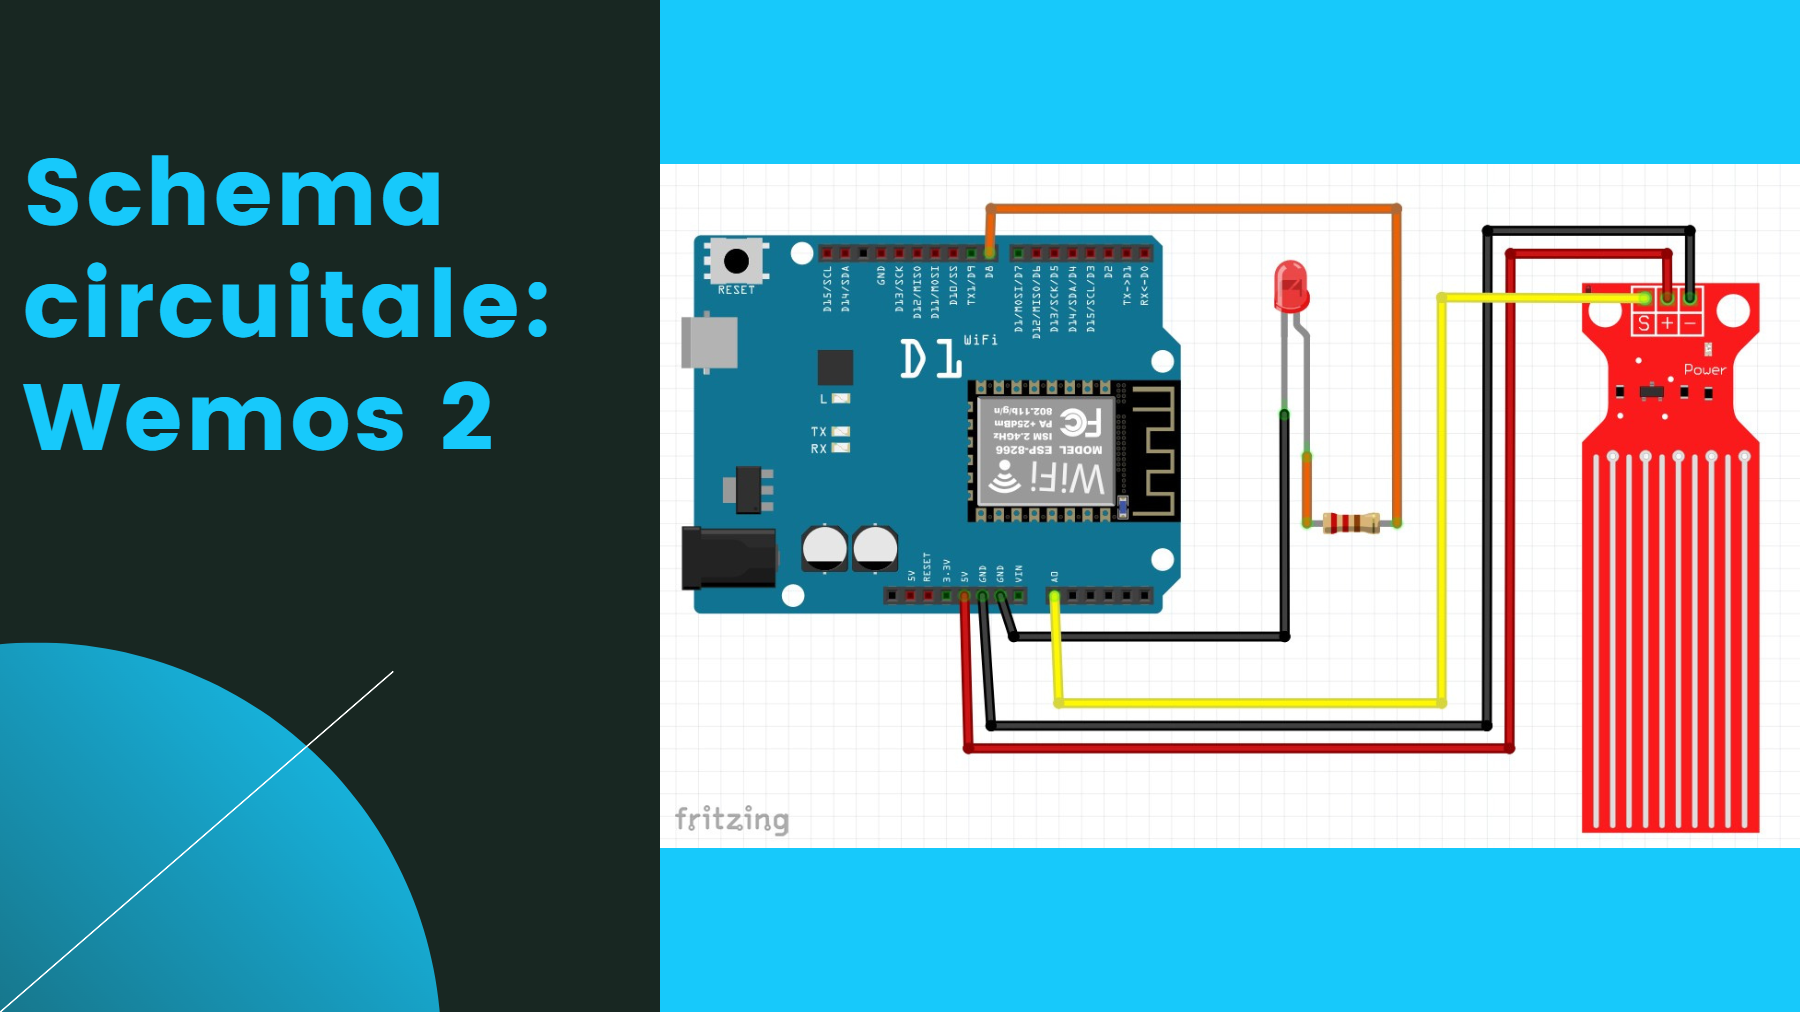 Schema
circuitale:
Wemos 2
RESET
D15/SCL
D14/SDA
GND
D13/SCK
D12/MISO
D11/MOSI
D10/SS
TX1/D9
D8
D1/MOSI/D7
D12/MISO/D6
D13/SCK/D5
D14/SDA/D4
D15/SCL/D3
D2
TX->D1
RX<-D0
WiFi
D1
L
TX
RX
WiFi
MODEL ESP-8266
ISM 2.4GHz
PA +25dBm
802.11b/g/n
FC
5V
RESET
3.3V
5V
GND
GND
VIN
A0
S + −
Power
fritzing